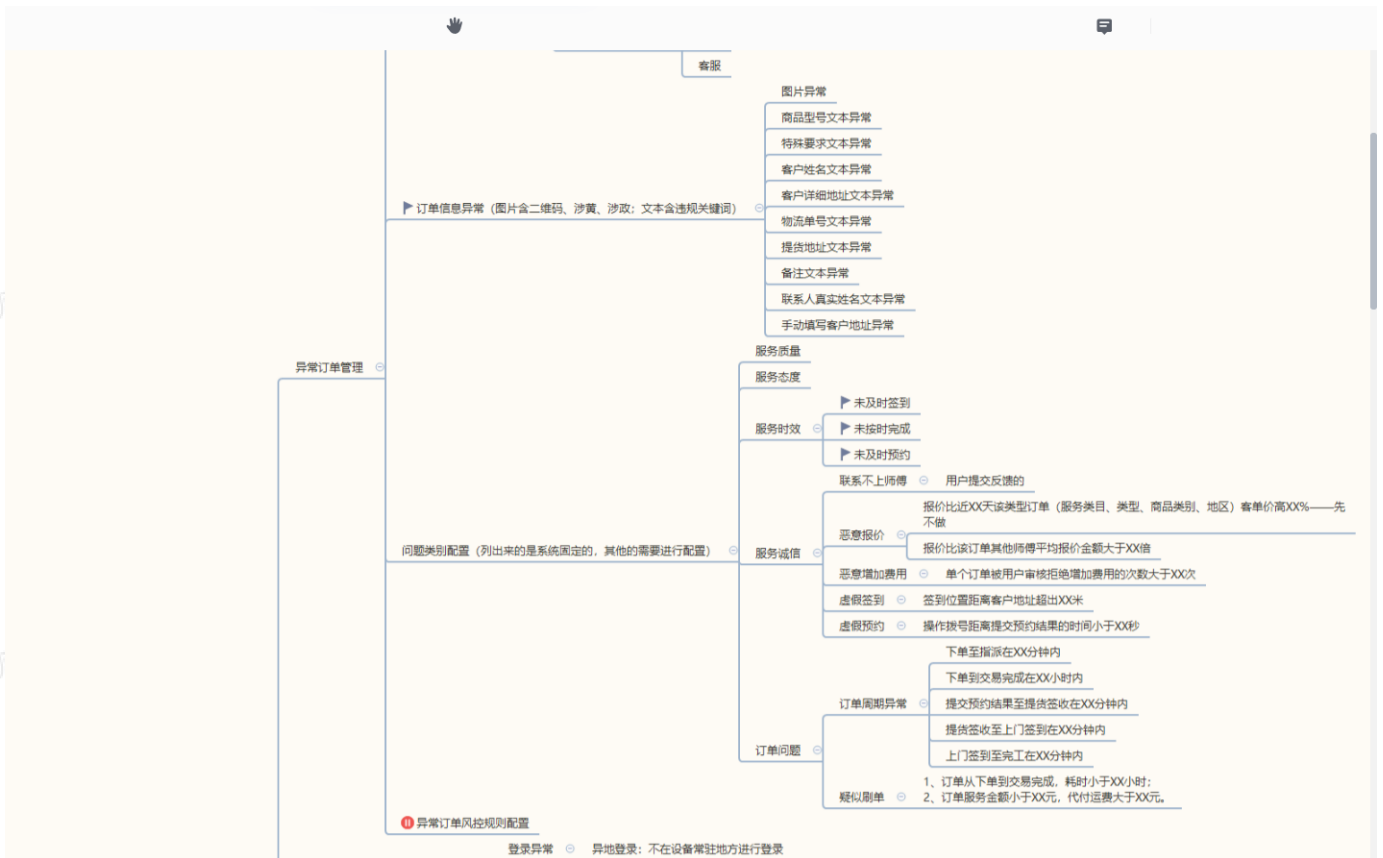 客服
图片异常
商品型号文本异常
特殊要求文本异常
客户姓名文本异常
客户详细地址文本异常
订单信息异常（图片含二维码、涉黄、涉政；文本含违规关键词）
物流单号文本异常
提货地址文本异常
备注文本异常
联系人真实姓名文本异常
手动填写客户地址异常
异常订单管理
服务质量
服务态度
未及时签到
服务时效
未按时完成
未及时预约
联系不上师傅
用户提交反馈的
报价比近XX天该类型订单（服务类目、类型、商品类别、地区）客单价高XX%——先
不做
恶意报价
报价比该订单其他师傅平均报价金额大于XX倍
问题类别配置（列出来的是系统固定的，其他的需要进行配置）
服务诚信
恶意增加费用
单个订单被用户审核拒绝增加费用的次数大于XX次
虚假签到
签到位置距离客户地址超出XX米
虚假预约
操作拨号距离提交预约结果的时间小于XX秒
下单至指派在XX分钟内
下单到交易完成在XX小时内
订单周期异常
提交预约结果至提货签收在XX分钟内
提货签收至上门签到在XX分钟内
订单问题
上门签到至完工在XX分钟内
疑似刷单
1、订单从下单到交易完成，耗时小于XX小时；
2、订单服务金额小于XX元，代付运费大于XX元。
异常订单风控规则配置
登录异常
异地登录：不在设备常驻地方进行登录